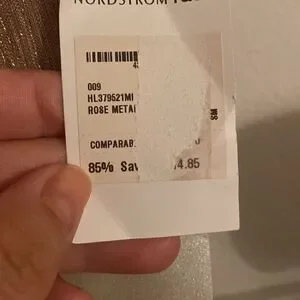 NORDSTROM
009
HL379521MI
ROSE METAL
COMPARAB
85% Sav 4.85